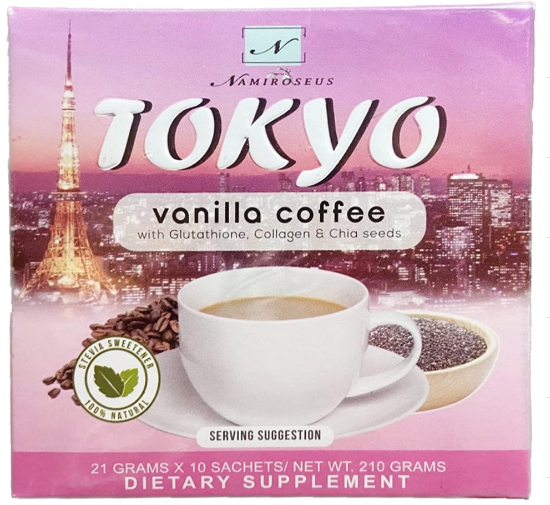 N
NAMIROSEUS
TOKYO
vanilla coffee
with Glutathione, Collagen & Chia seeds
STEVIA SWEETENER
100% NATURAL
SERVING SUGGESTION
21 GRAMS X 10 SACHETS/ NET WT. 210 GRAMS
DIETARY SUPPLEMENT